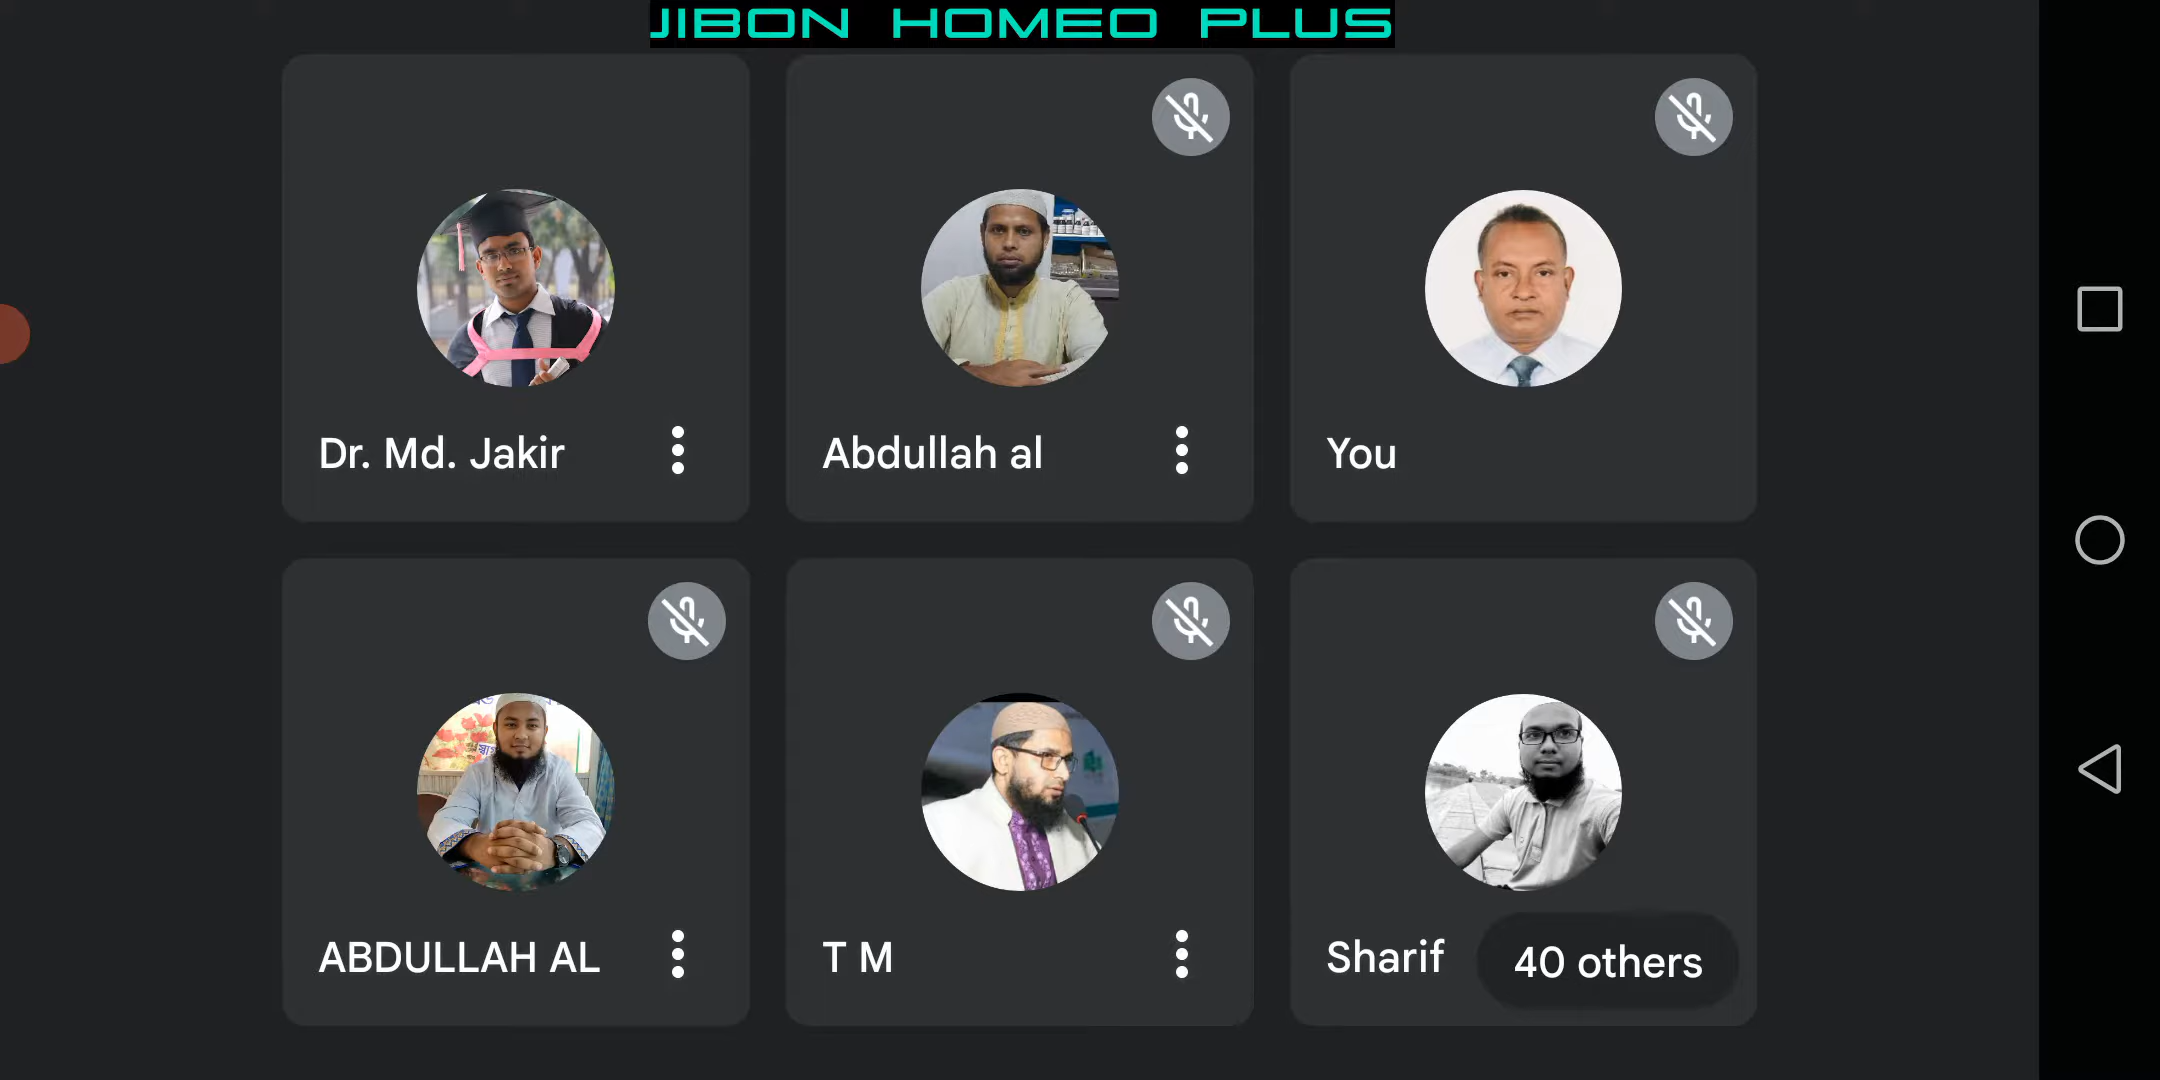 JIBON HOMEO PLUS
Dr. Md. Jakir
Abdullah al
You
ABDULLAH AL
T M
Sharif
40 others